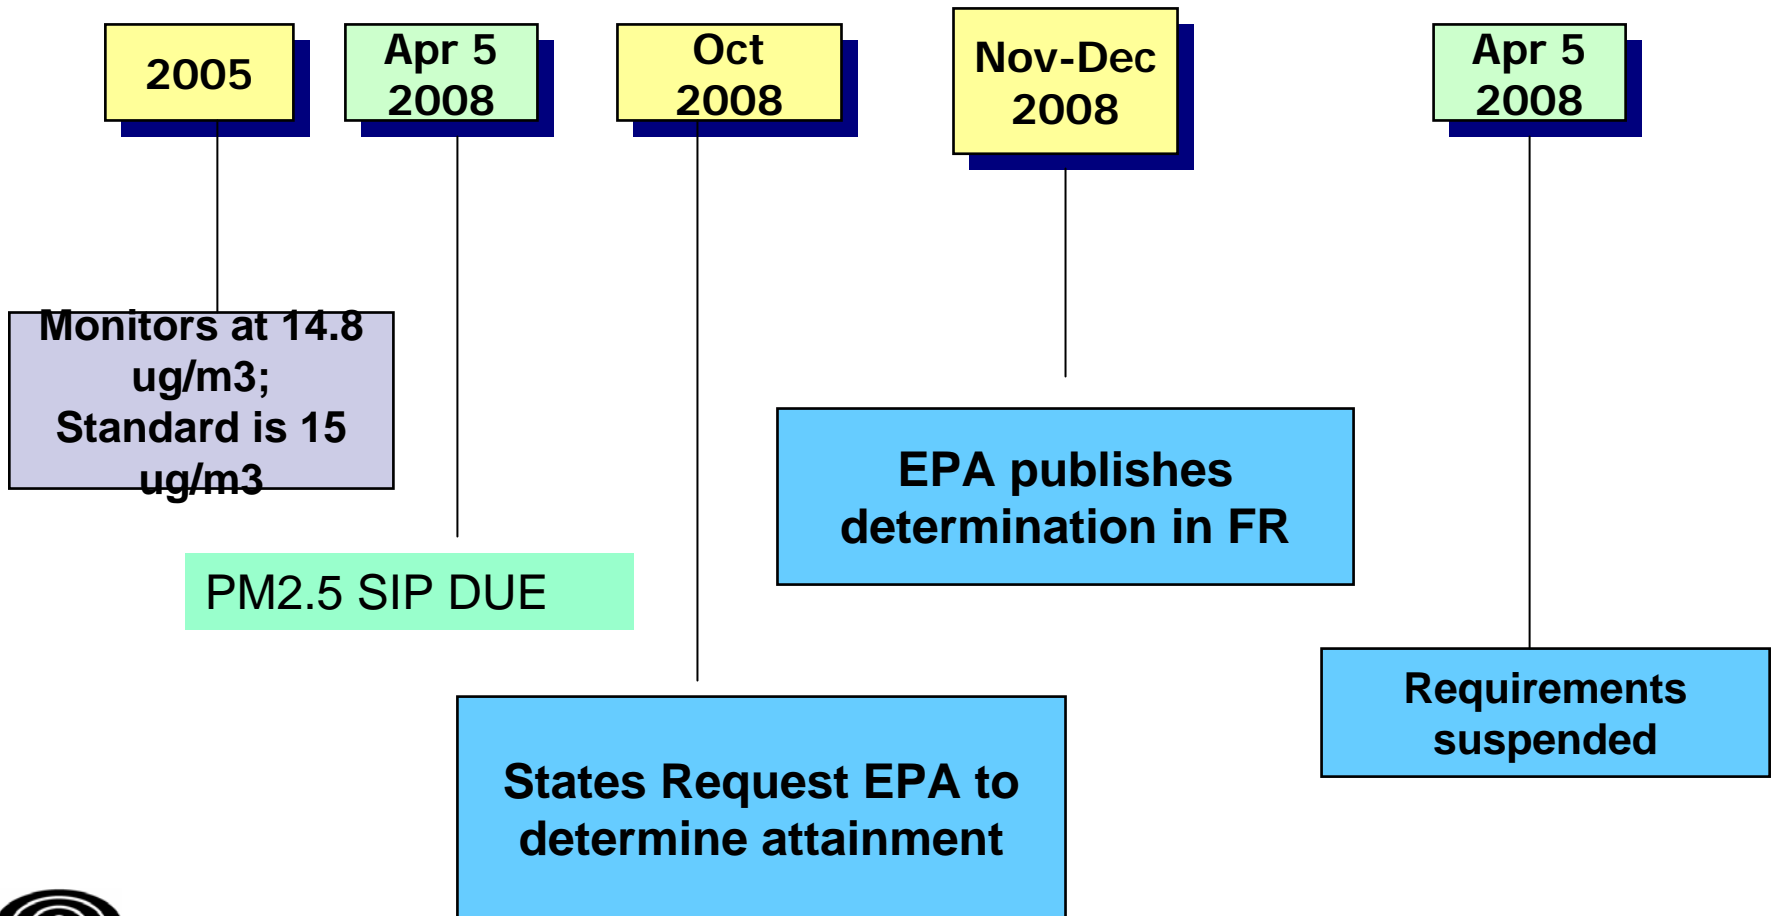 2005
Apr 5
2008
Oct
2008
Nov-Dec
2008
Apr 5
2008
Monitors at 14.8
ug/m3;
Standard is 15
ug/m3
EPA publishes
determination in FR
PM2.5 SIP DUE
Requirements
suspended
States Request EPA to
determine attainment